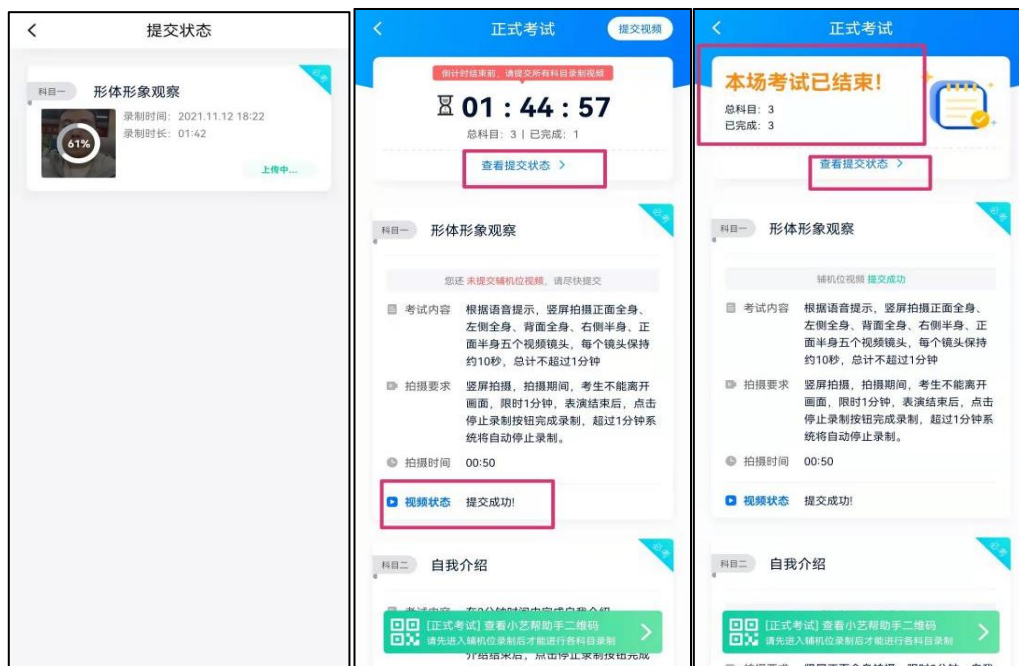 提交状态
科目一 形体形象观察
必考
录制时间: 2021.11.12 18:22
录制时长: 01:42
61%
上传中...
正式考试
提交视频
倒计时结束前，请提交所有科目录制视频
01 : 44 : 57
总科目: 3 | 已完成: 1
查看提交状态 >
科目一 形体形象观察
必考
您还 未提交辅机位视频, 请尽快提交
考试内容 根据语音提示，竖屏拍摄正面全身、
左侧全身、背面全身、右侧半身、正
面半身五个视频镜头，每个镜头保持
约10秒，总计不超过1分钟
拍摄要求 竖屏拍摄，拍摄期间，考生不能离开
画面，限时1分钟，表演结束后，点击
停止录制按钮完成录制，超过1分钟系
统将自动停止录制。
拍摄时间 00:50
视频状态 提交成功!
科目二 自我介绍
必考
[正式考试] 查看小艺帮助手二维码
请先进入辅机位录制后才能进行各科目录制
介绍结束后，点击停止录制按钮完成
正式考试
本场考试已结束!
总科目: 3
已完成: 3
查看提交状态 >
科目一 形体形象观察
必考
辅机位视频 提交成功
考试内容 根据语音提示，竖屏拍摄正面全身、
左侧全身、背面全身、右侧半身、正
面半身五个视频镜头，每个镜头保持
约10秒，总计不超过1分钟
拍摄要求 竖屏拍摄，拍摄期间，考生不能离开
画面，限时1分钟，表演结束后，点击
停止录制按钮完成录制，超过1分钟系
统将自动停止录制。
拍摄时间 00:50
视频状态 提交成功!
科目二 自我介绍
必考
[正式考试] 查看小艺帮助手二维码
请先进入辅机位录制后才能进行各科目录制